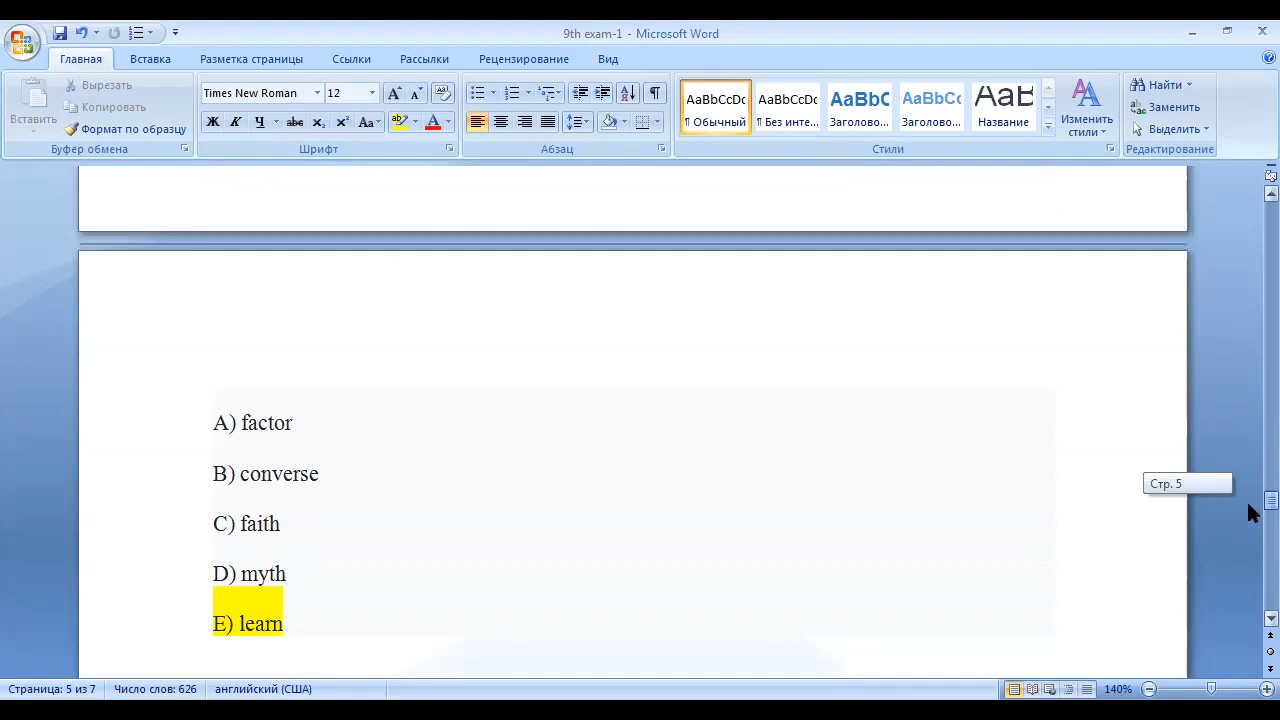 9th exam-1 - Microsoft Word
Главная Вставка Разметка страницы Ссылки Рассылки Рецензирование Вид
Вставить
Вырезать
Копировать
Формат по образцу
Буфер обмена
Times New Roman 12
Шрифт
Абзац
AaBbCcDc AaBbCcDc AaBbC AaBbCc AaB
¶ Обычный ¶ Без инте... Заголово... Заголово... Название
Изменить стили
Стили
Найти
Заменить
Выделить
Редактирование
A) factor
B) converse
C) faith
D) myth
E) learn
Стр. 5
Страница: 5 из 7 Число слов: 626 английский (США) 140%